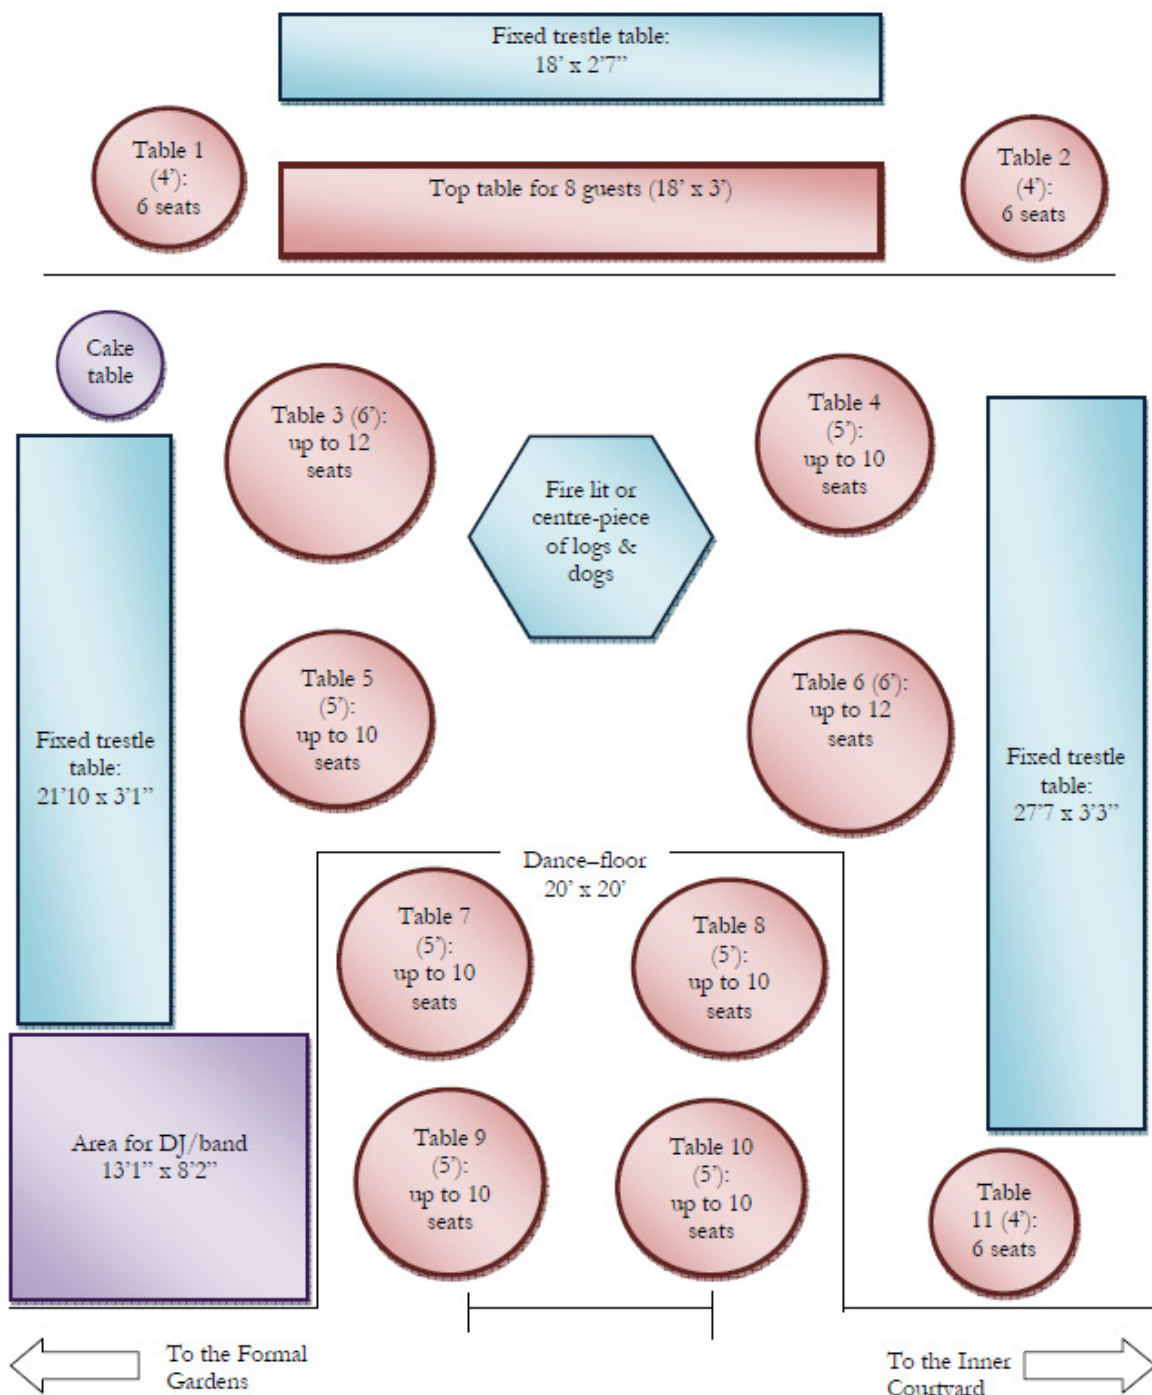 Fixed trestle table:
18’ x 2’7”
Table 1
(4’):
6 seats
Top table for 8 guests (18’ x 3’)
Table 2
(4’):
6 seats
Cake
table
Table 3 (6’):
up to 12
seats
Table 4
(5’):
up to 10
seats
Fire lit or
centre-piece
of logs &
dogs
Table 5
(5’):
up to 10
seats
Table 6 (6’):
up to 12
seats
Fixed trestle
table:
21’10 x 3’1”
Fixed trestle
table:
27’7 x 3’3”
Dance–floor
20’ x 20’
Table 7
(5’):
up to 10
seats
Table 8
(5’):
up to 10
seats
Area for DJ/band
13’1” x 8’2”
Table 9
(5’):
up to 10
seats
Table 10
(5’):
up to 10
seats
Table
11 (4’):
6 seats
To the Formal
Gardens
To the Inner
Courtyard